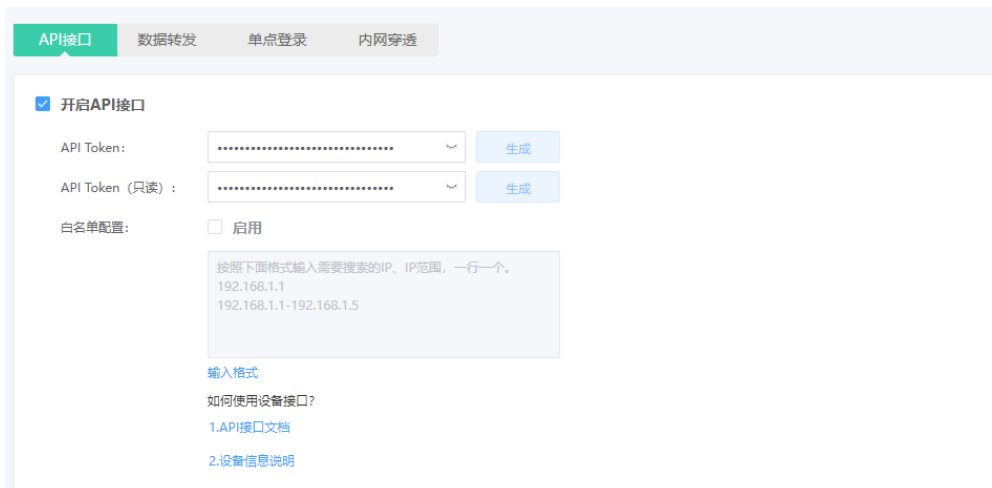 API接口 数据转发 单点登录 内网穿透
开启API接口
API Token: •••••••••••••••••••••••••••••••• 生成
API Token（只读）: •••••••••••••••••••••••••••••••• 生成
白名单配置: 启用
按照下面格式输入需要搜索的IP、IP范围，一行一个。
192.168.1.1
192.168.1.1-192.168.1.5
输入格式
如何使用设备接口?
1.API接口文档
2.设备信息说明